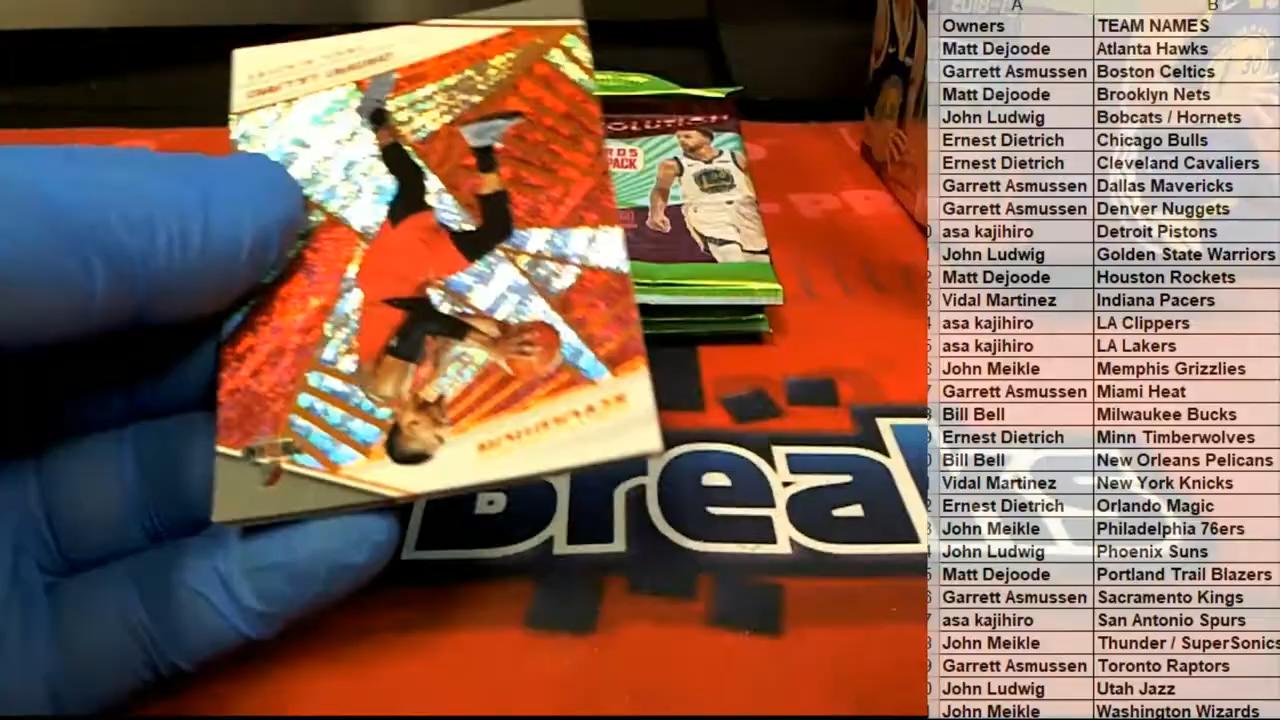 A B
Owners TEAM NAMES
Matt Dejoode Atlanta Hawks
Garrett Asmussen Boston Celtics
Matt Dejoode Brooklyn Nets
John Ludwig Bobcats / Hornets
Ernest Dietrich Chicago Bulls
Ernest Dietrich Cleveland Cavaliers
Garrett Asmussen Dallas Mavericks
Garrett Asmussen Denver Nuggets
asa kajihiro Detroit Pistons
John Ludwig Golden State Warriors
Matt Dejoode Houston Rockets
Vidal Martinez Indiana Pacers
asa kajihiro LA Clippers
asa kajihiro LA Lakers
John Meikle Memphis Grizzlies
Garrett Asmussen Miami Heat
Bill Bell Milwaukee Bucks
Ernest Dietrich Minn Timberwolves
Bill Bell New Orleans Pelicans
Vidal Martinez New York Knicks
Ernest Dietrich Orlando Magic
John Meikle Philadelphia 76ers
John Ludwig Phoenix Suns
Matt Dejoode Portland Trail Blazers
Garrett Asmussen Sacramento Kings
asa kajihiro San Antonio Spurs
John Meikle Thunder / SuperSonics
Garrett Asmussen Toronto Raptors
John Ludwig Utah Jazz
John Meikle Washington Wizards
REVOLUTION
OLUTION
RDS
PACK
Brea